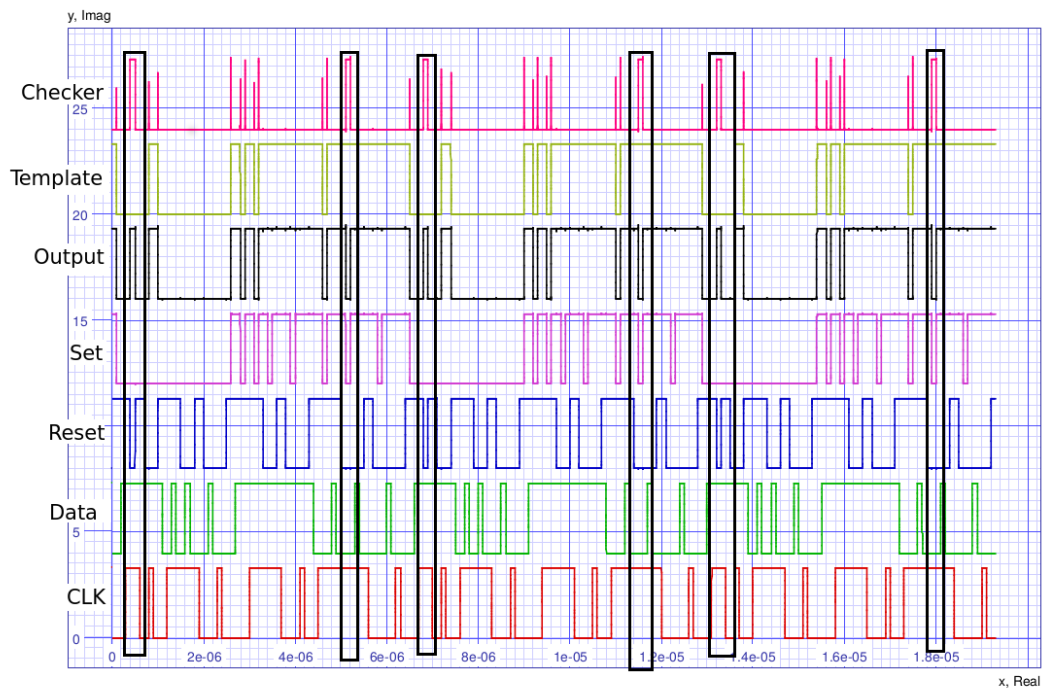 y, Imag
Checker
25
Template
20
Output
15
Set
Reset
Data
5
CLK
0
0 2e-06 4e-06 6e-06 8e-06 1e-05 1.2e-05 1.4e-05 1.6e-05 1.8e-05
x, Real